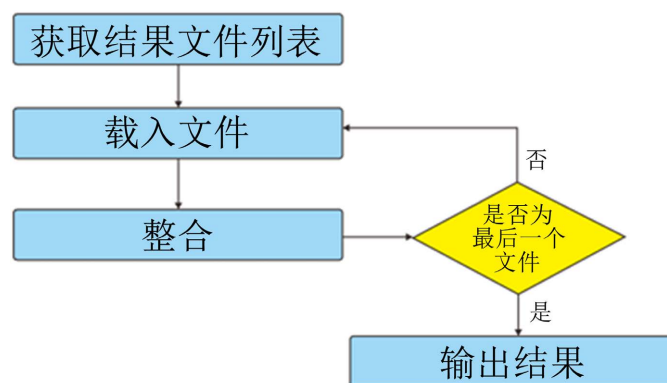 获取结果文件列表
载入文件
否
整合
是否为
最后一个
文件
是
输出结果